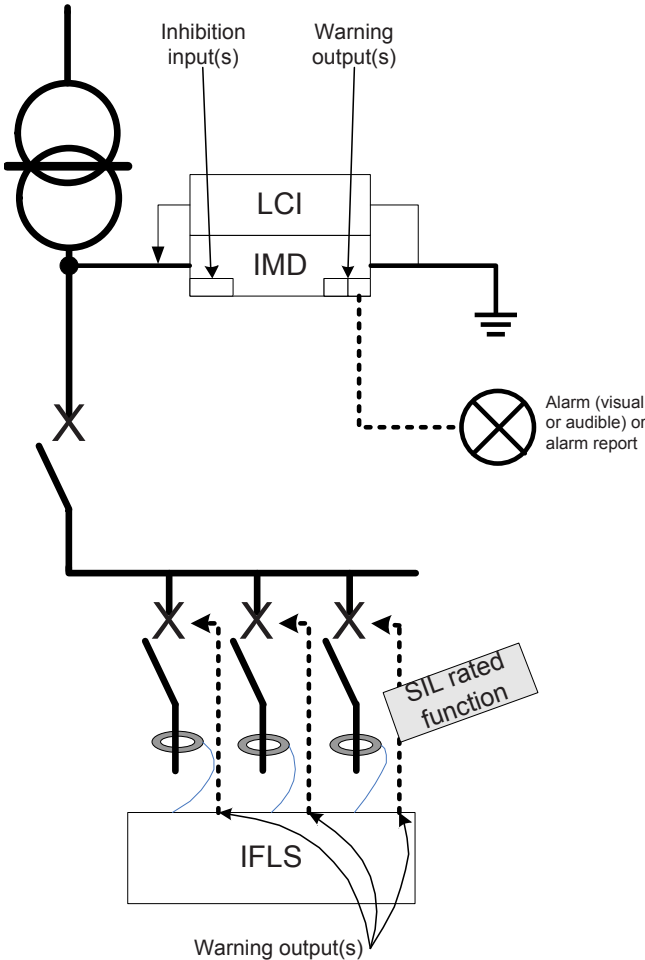 Inhibition
input(s)
Warning
output(s)
LCI
IMD
Alarm (visual
or audible) or
alarm report
SIL rated
function
IFLS
Warning output(s)